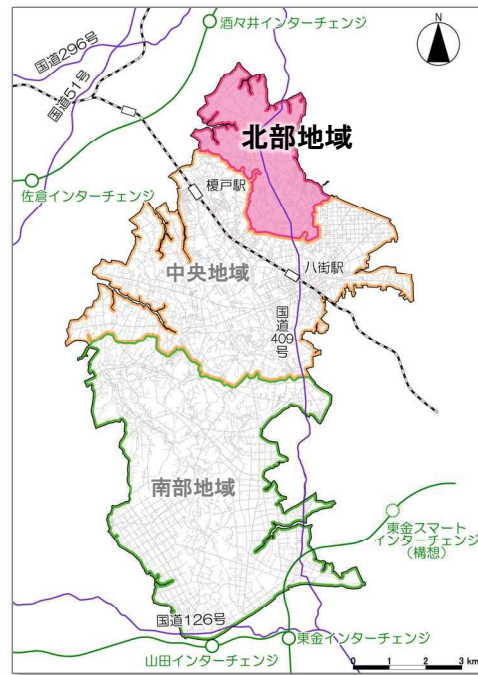 酒々井インターチェンジ
N
国道296号
国道51号
北部地域
榎戸駅
佐倉インターチェンジ
八街駅
中央地域
国道409号
南部地域
東金スマート
インターチェンジ
(構想)
国道126号
東金インターチェンジ
山田インターチェンジ
0 1 2 3 km